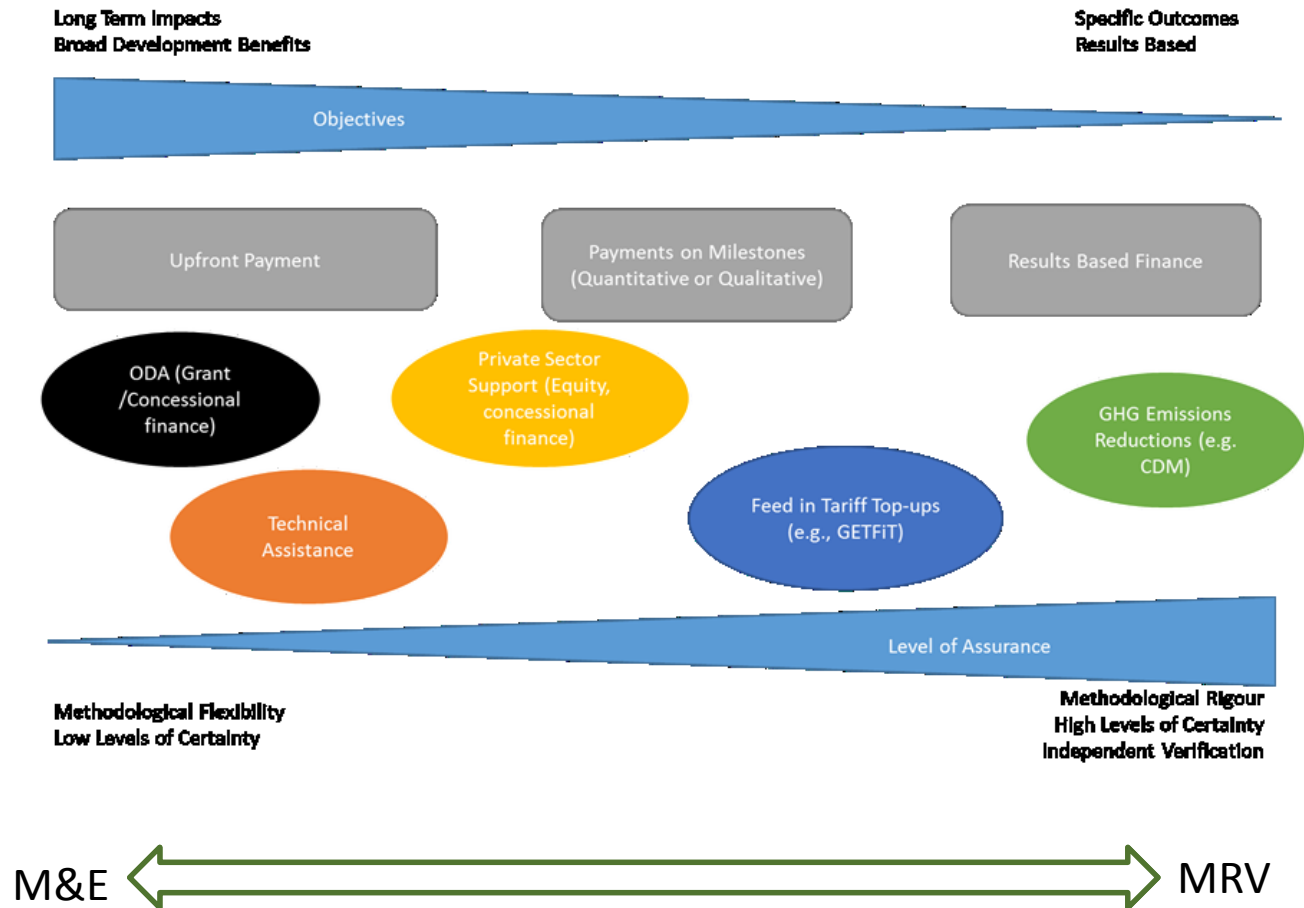 Long Term Impacts
Broad Development Benefits
Specific Outcomes
Results Based
Objectives
Upfront Payment
Payments on Milestones
(Quantitative or Qualitative)
Results Based Finance
ODA (Grant
/Concessional
finance)
Private Sector
Support (Equity,
concessional
finance)
GHG Emissions
Reductions (e.g.
CDM)
Technical
Assistance
Feed in Tariff Top-ups
(e.g., GETFiT)
Level of Assurance
Methodological Flexibility
Low Levels of Certainty
Methodological Rigour
High Levels of Certainty
Independent Verification
M&E
MRV